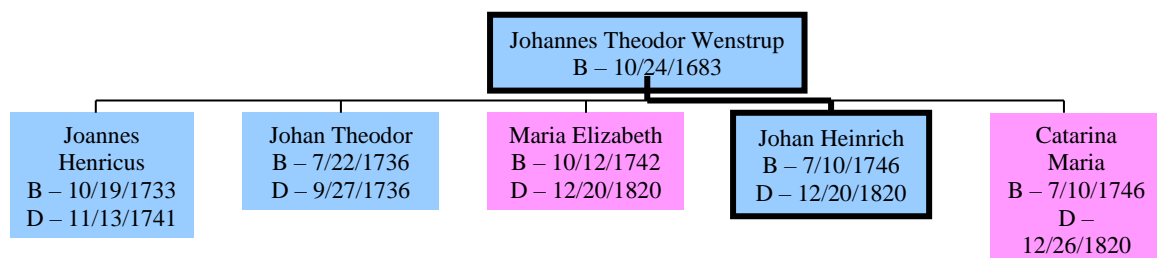 Johannes Theodor Wenstrup
B – 10/24/1683
Joannes
Henricus
B – 10/19/1733
D – 11/13/1741
Johan Theodor
B – 7/22/1736
D – 9/27/1736
Maria Elizabeth
B – 10/12/1742
D – 12/20/1820
Johan Heinrich
B – 7/10/1746
D – 12/20/1820
Catarina
Maria
B – 7/10/1746
D –
12/26/1820